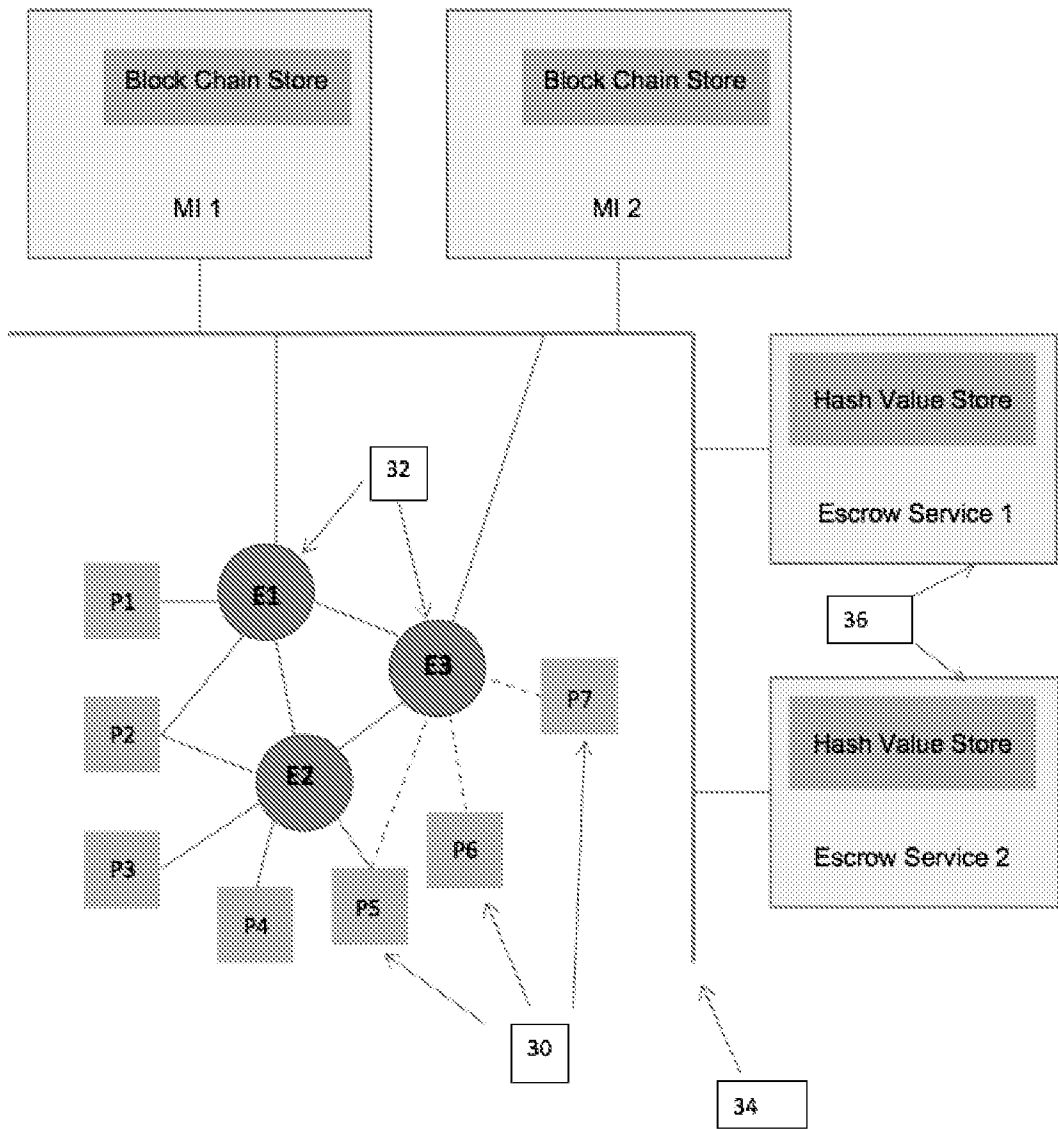 Block Chain Store
Block Chain Store
MI 1
MI 2
Hash Value Store
32
Escrow Service 1
E1
P1
36
E3
P7
P2
Hash Value Store
E2
P6
Escrow Service 2
P3
P5
P4
30
34